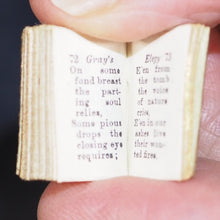 72 Gray's
On some
fond breast
the part-
ing soul
relies,
Some pious
drops the
closing eye
requires;
Elegy 73
E'en from
the tomb
the voice
of nature
cries,
E'en in our
ashes live
their won-
ted fires.